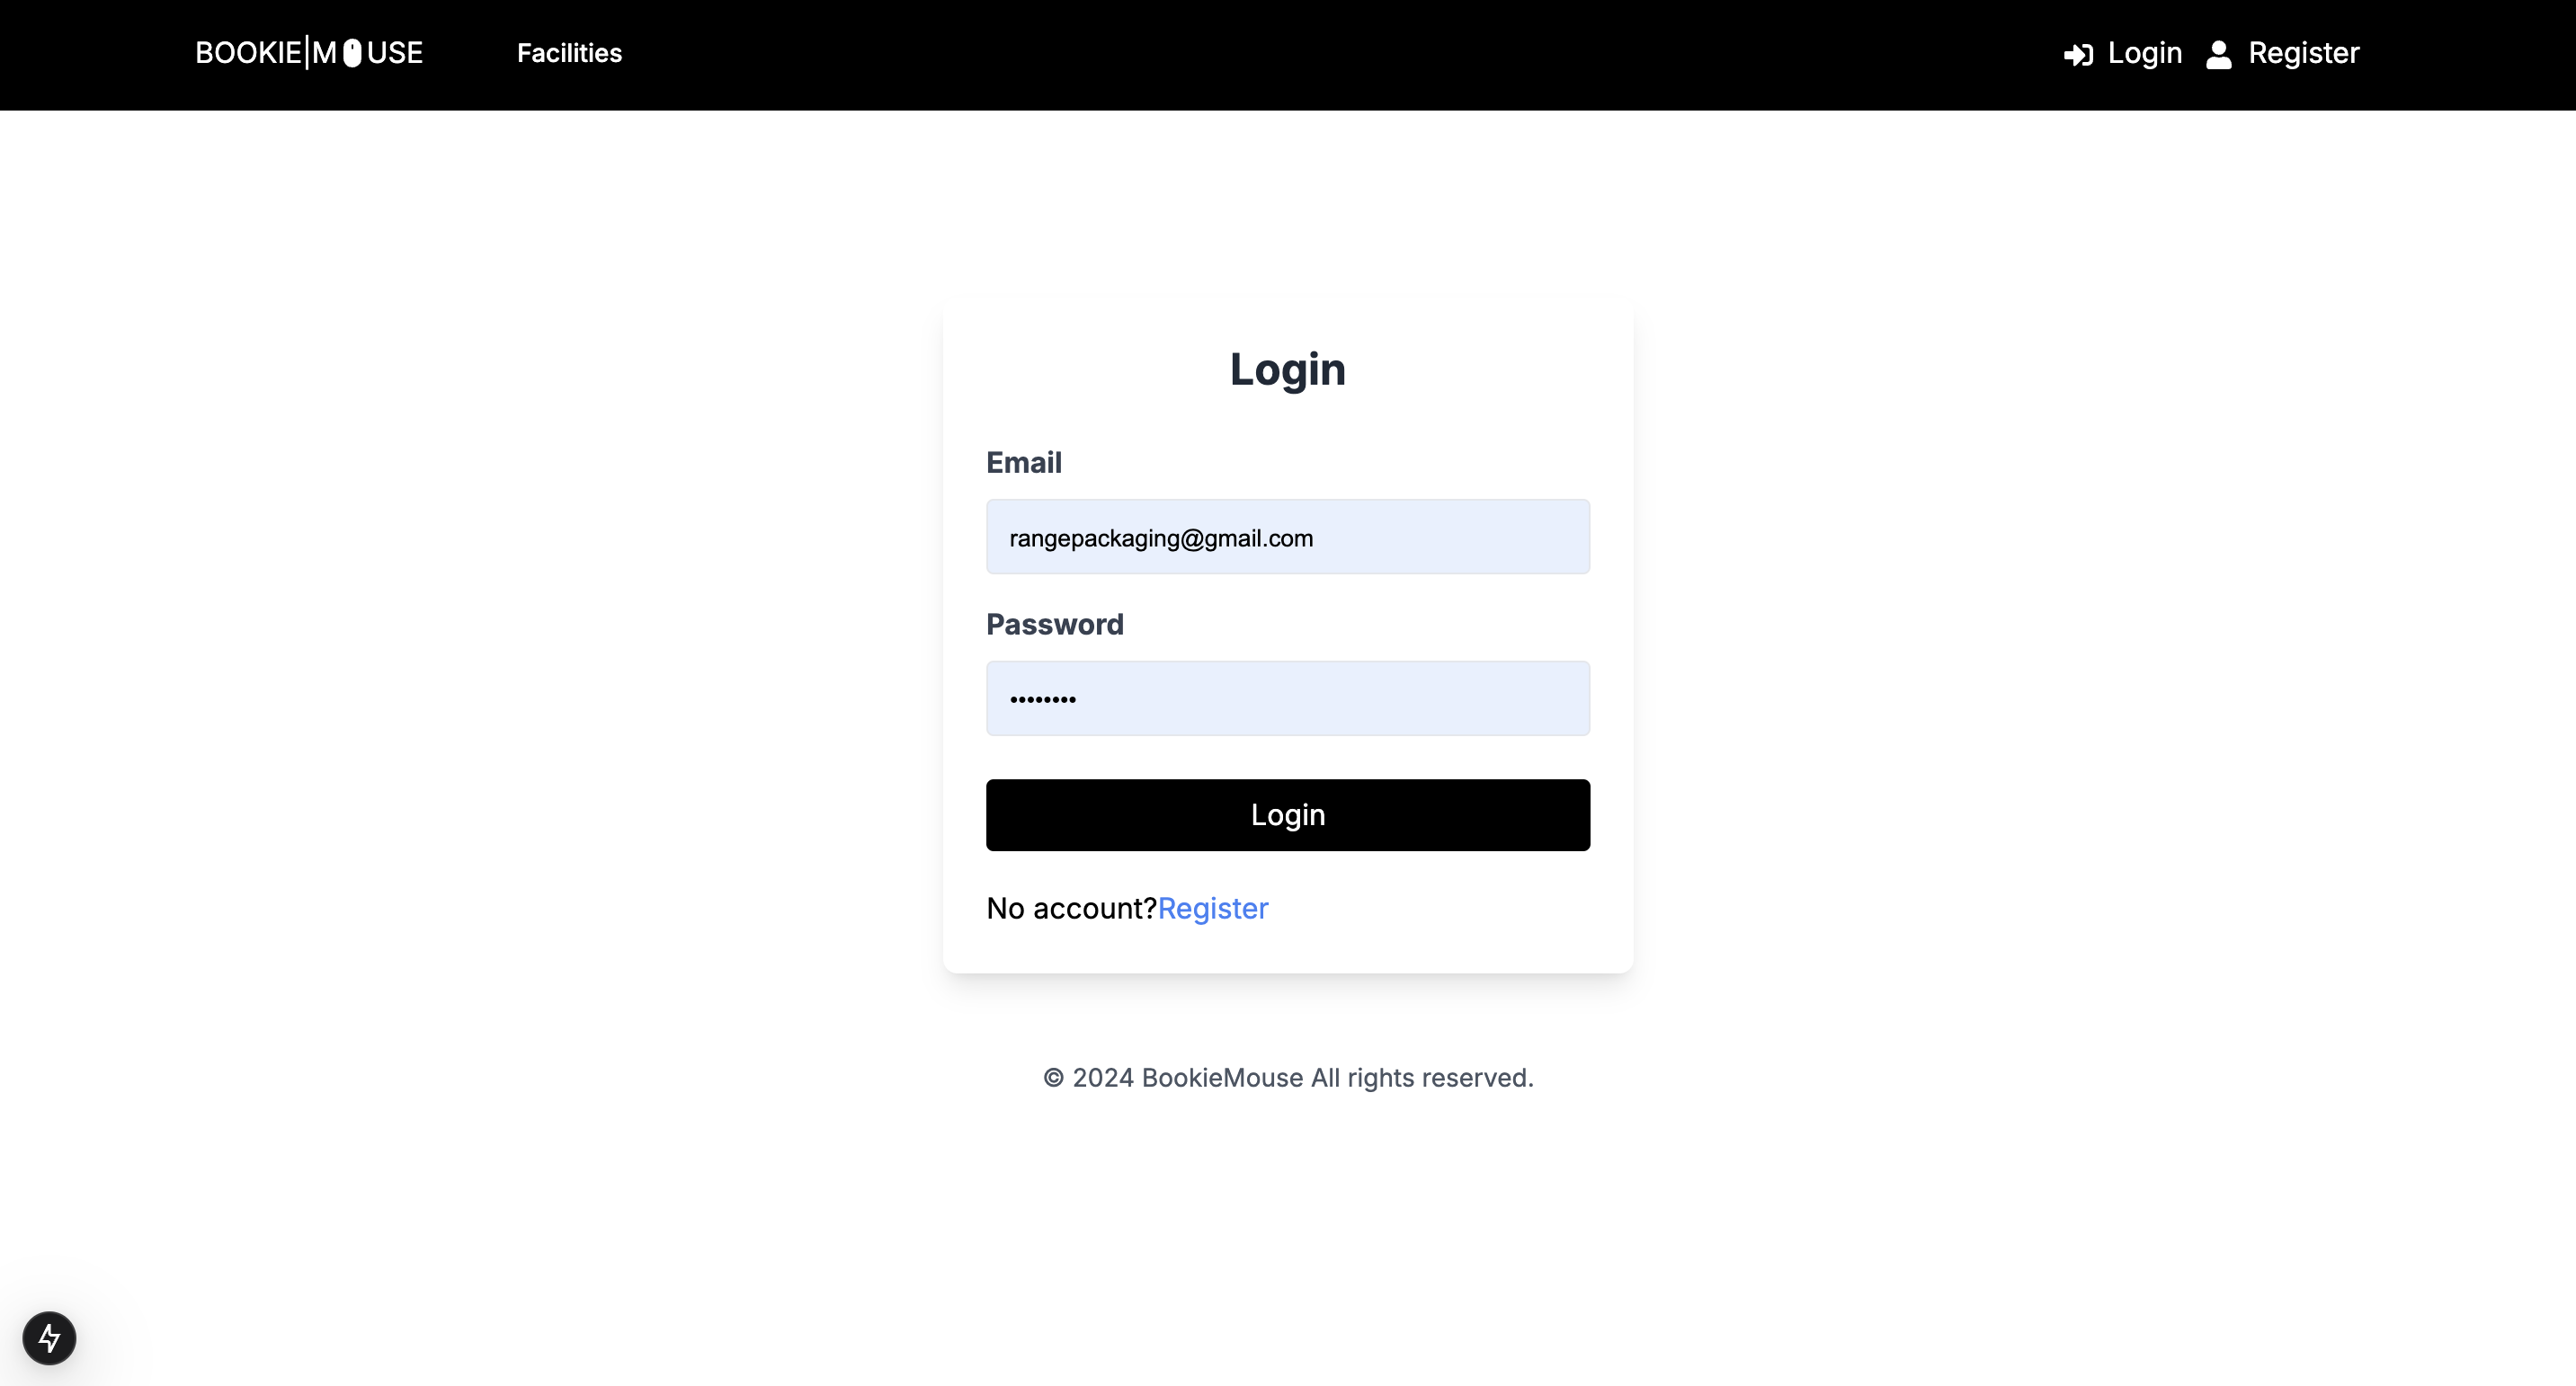 BOOKIE|MOUSE
Facilities
Login
Register
Login
Email
rangepackaging@gmail.com
Password
••••••••
Login
No account?Register
© 2024 BookieMouse All rights reserved.